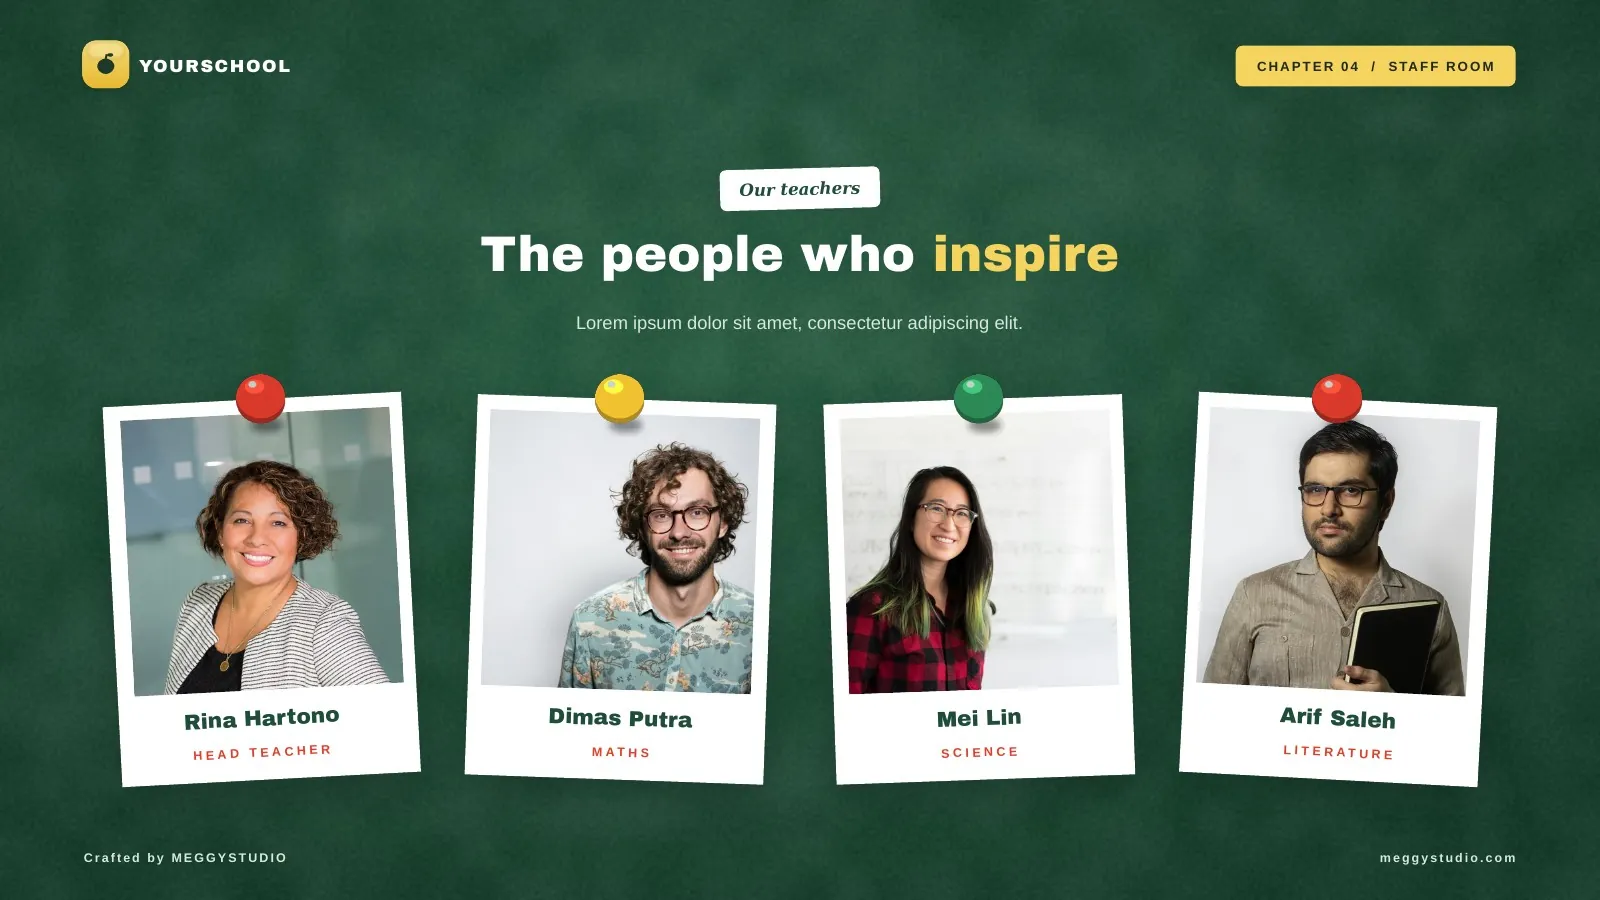 YOURSCHOOL
CHAPTER 04 / STAFF ROOM
Our teachers
The people who inspire
Lorem ipsum dolor sit amet, consectetur adipiscing elit.
Rina Hartono
HEAD TEACHER
Dimas Putra
MATHS
Mei Lin
SCIENCE
Arif Saleh
LITERATURE
Crafted by MEGGYSTUDIO
meggystudio.com